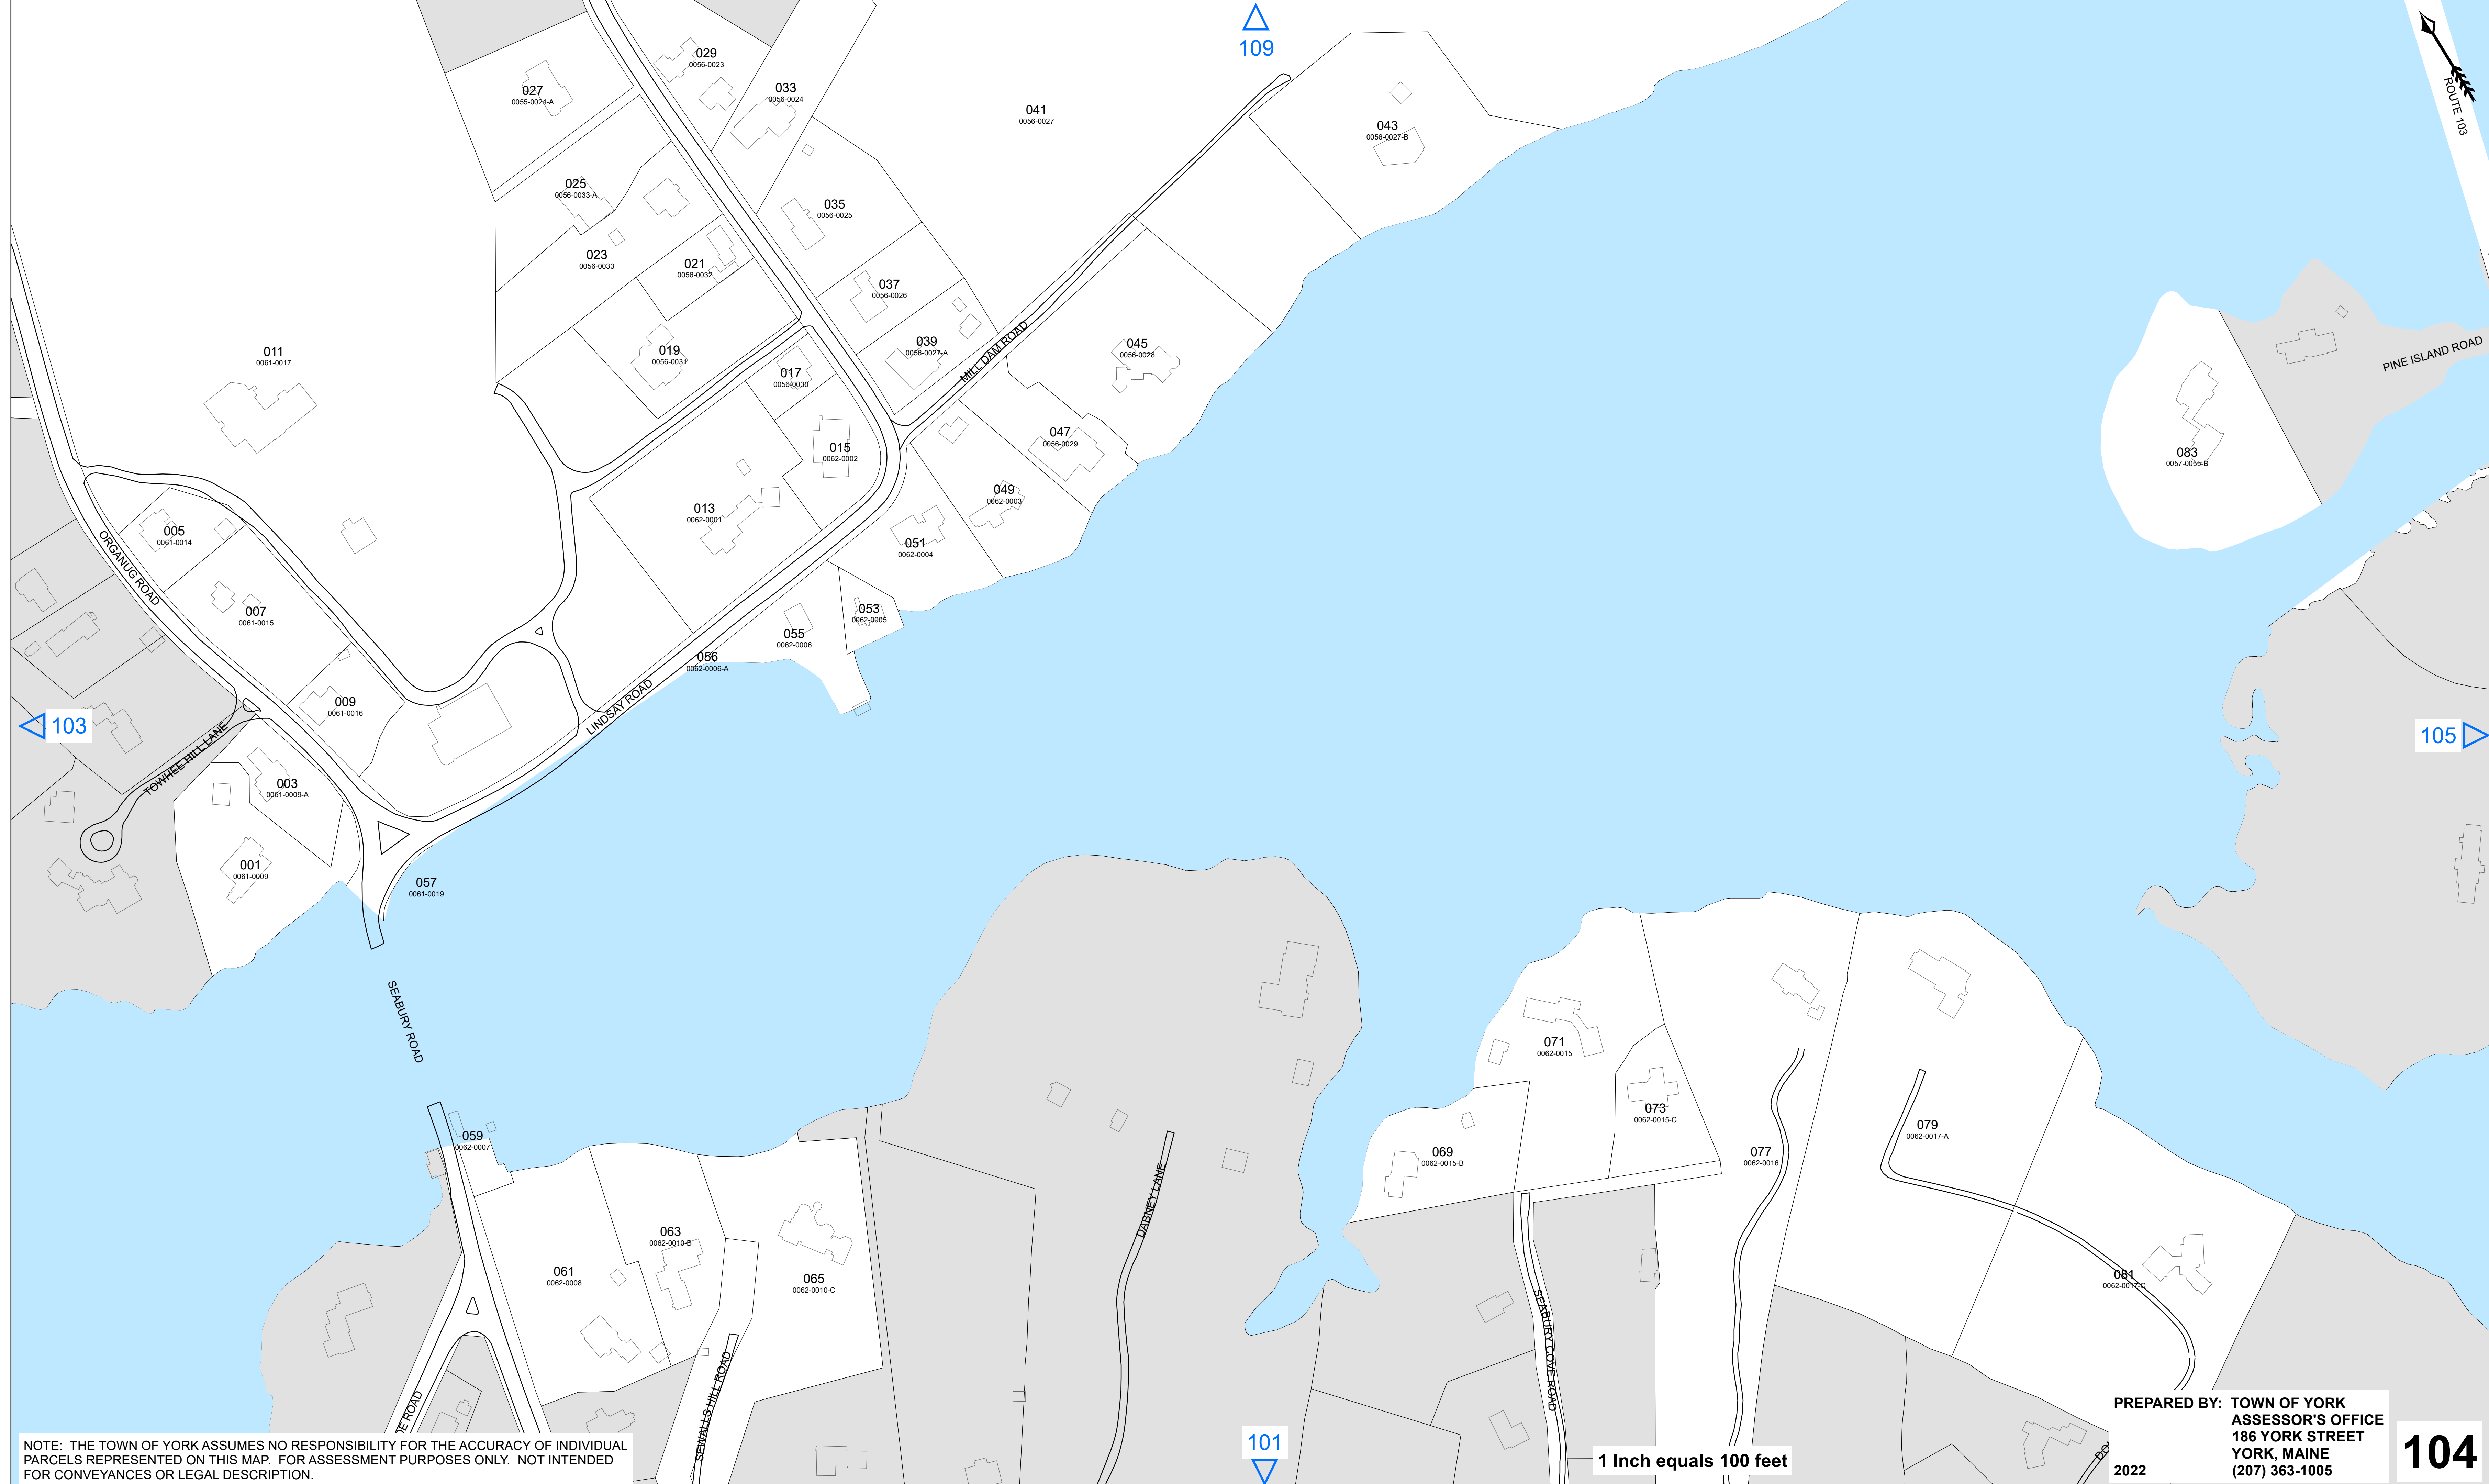 109
ROUTE 103
029
0056-0023
027
0055-0024-A
033
0056-0024
041
0056-0027
043
0056-0027-B
025
0056-0033-A
035
0056-0025
023
0056-0033
021
0056-0032
037
0056-0026
039
0056-0027-A
MILL DAM ROAD
045
0056-0028
PINE ISLAND ROAD
011
0061-0017
019
0056-0031
017
0056-0030
015
0062-0002
047
0056-0029
083
0057-0055-B
013
0062-0001
049
0062-0003
051
0062-0004
005
0061-0014
ORGANUG ROAD
007
0061-0015
053
0062-0005
055
0062-0006
056
0062-0006-A
LINDSAY ROAD
009
0061-0016
103
105
TOWHEE HILL LANE
003
0061-0009-A
001
0061-0009
057
0061-0019
SEABURY ROAD
059
0062-0007
071
0062-0015
073
0062-0015-C
069
0062-0015-B
077
0062-0016
079
0062-0017-A
DABNEY LANE
061
0062-0008
063
0062-0010-B
065
0062-0010-C
081
0062-0017-C
SEABURY COVE ROAD
SEWALLS HILL ROAD
DE ROAD
101
1 Inch equals 100 feet
NOTE: THE TOWN OF YORK ASSUMES NO RESPONSIBILITY FOR THE ACCURACY OF INDIVIDUAL
PARCELS REPRESENTED ON THIS MAP. FOR ASSESSMENT PURPOSES ONLY. NOT INTENDED
FOR CONVEYANCES OR LEGAL DESCRIPTION.
PREPARED BY: TOWN OF YORK
ASSESSOR'S OFFICE
186 YORK STREET
YORK, MAINE
2022 (207) 363-1005
104